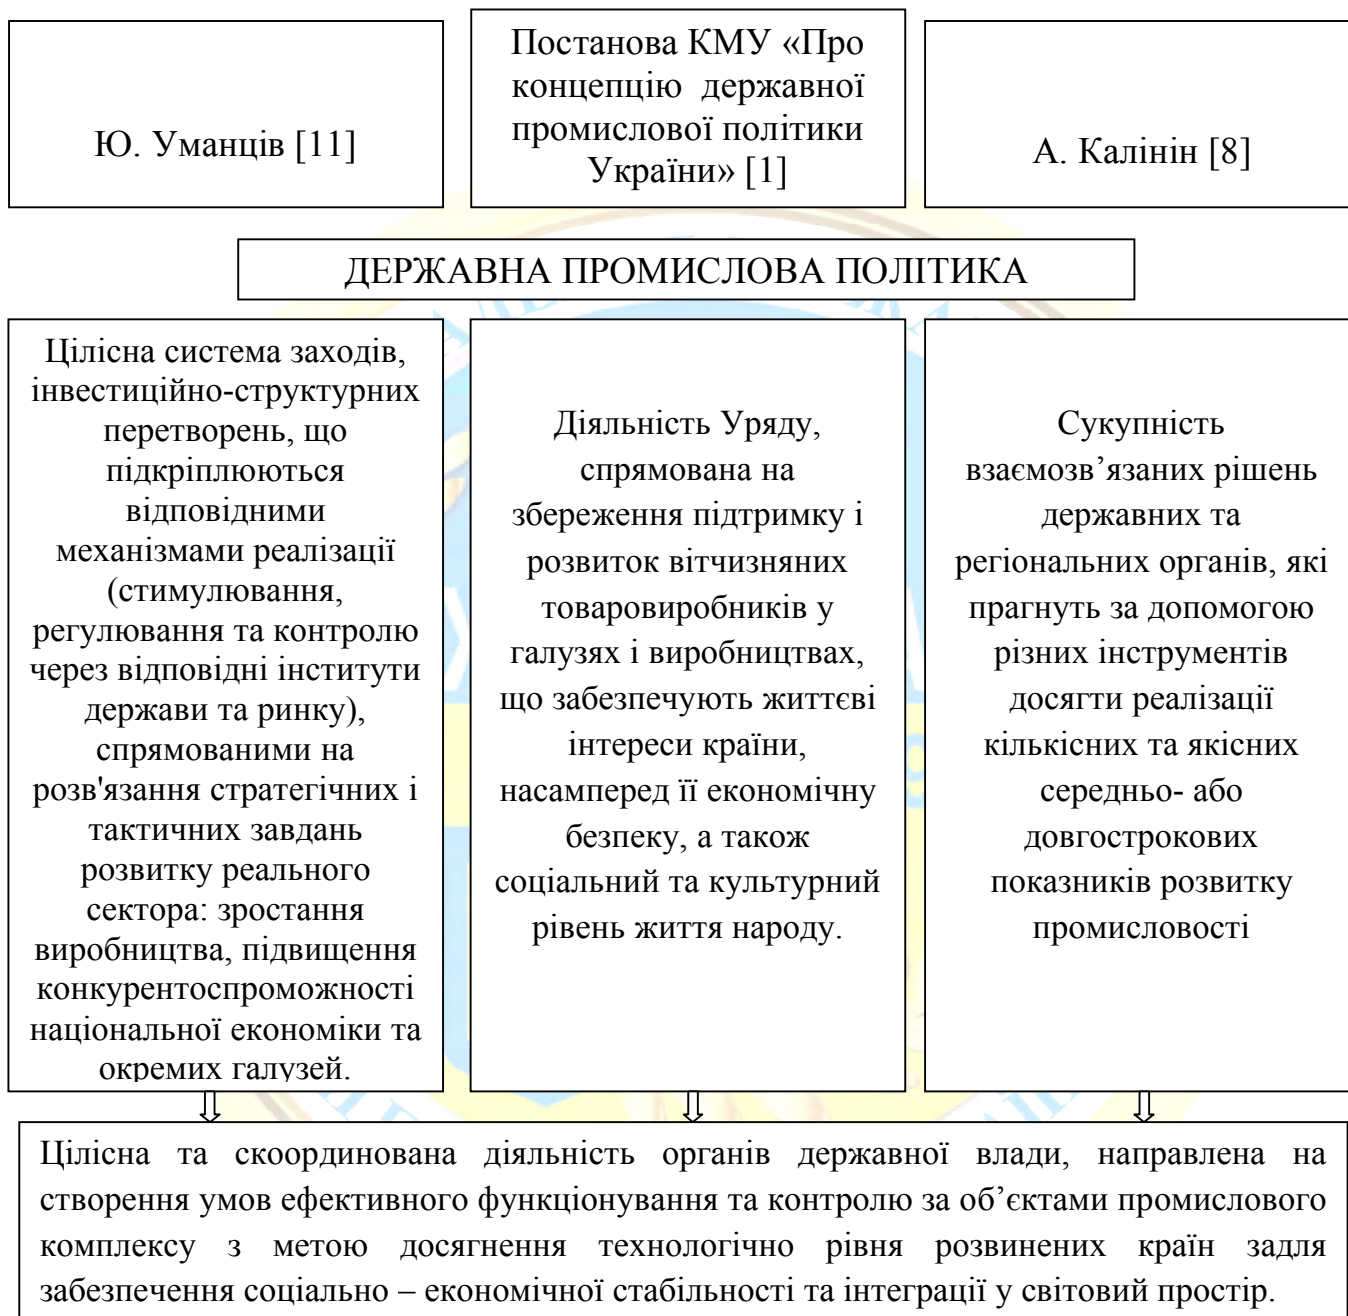 Ю. Уманців [11]
Постанова КМУ «Про
концепцію державної
промислової політики
України» [1]
А. Калінін [8]
ДЕРЖАВНА ПРОМИСЛОВА ПОЛІТИКА
Цілісна система заходів,
інвестиційно-структурних
перетворень, що
підкріплюються
відповідними
механізмами реалізації
(стимулювання,
регулювання та контролю
через відповідні інститути
держави та ринку),
спрямованими на
розв'язання стратегічних і
тактичних завдань
розвитку реального
сектора: зростання
виробництва, підвищення
конкурентоспроможності
національної економіки та
окремих галузей.
Діяльність Уряду,
спрямована на
збереження підтримку і
розвиток вітчизняних
товаровиробників у
галузях і виробництвах,
що забезпечують життєві
інтереси країни,
насамперед її економічну
безпеку, а також
соціальний та культурний
рівень життя народу.
Сукупність
взаємозв’язаних рішень
державних та
регіональних органів, які
прагнуть за допомогою
різних інструментів
досягти реалізації
кількісних та якісних
середньо- або
довгострокових
показників розвитку
промисловості
Цілісна та скоординована діяльність органів державної влади, направлена на
створення умов ефективного функціонування та контролю за об’єктами промислового
комплексу з метою досягнення технологічно рівня розвинених країн задля
забезпечення соціально – економічної стабільності та інтеграції у світовий простір.